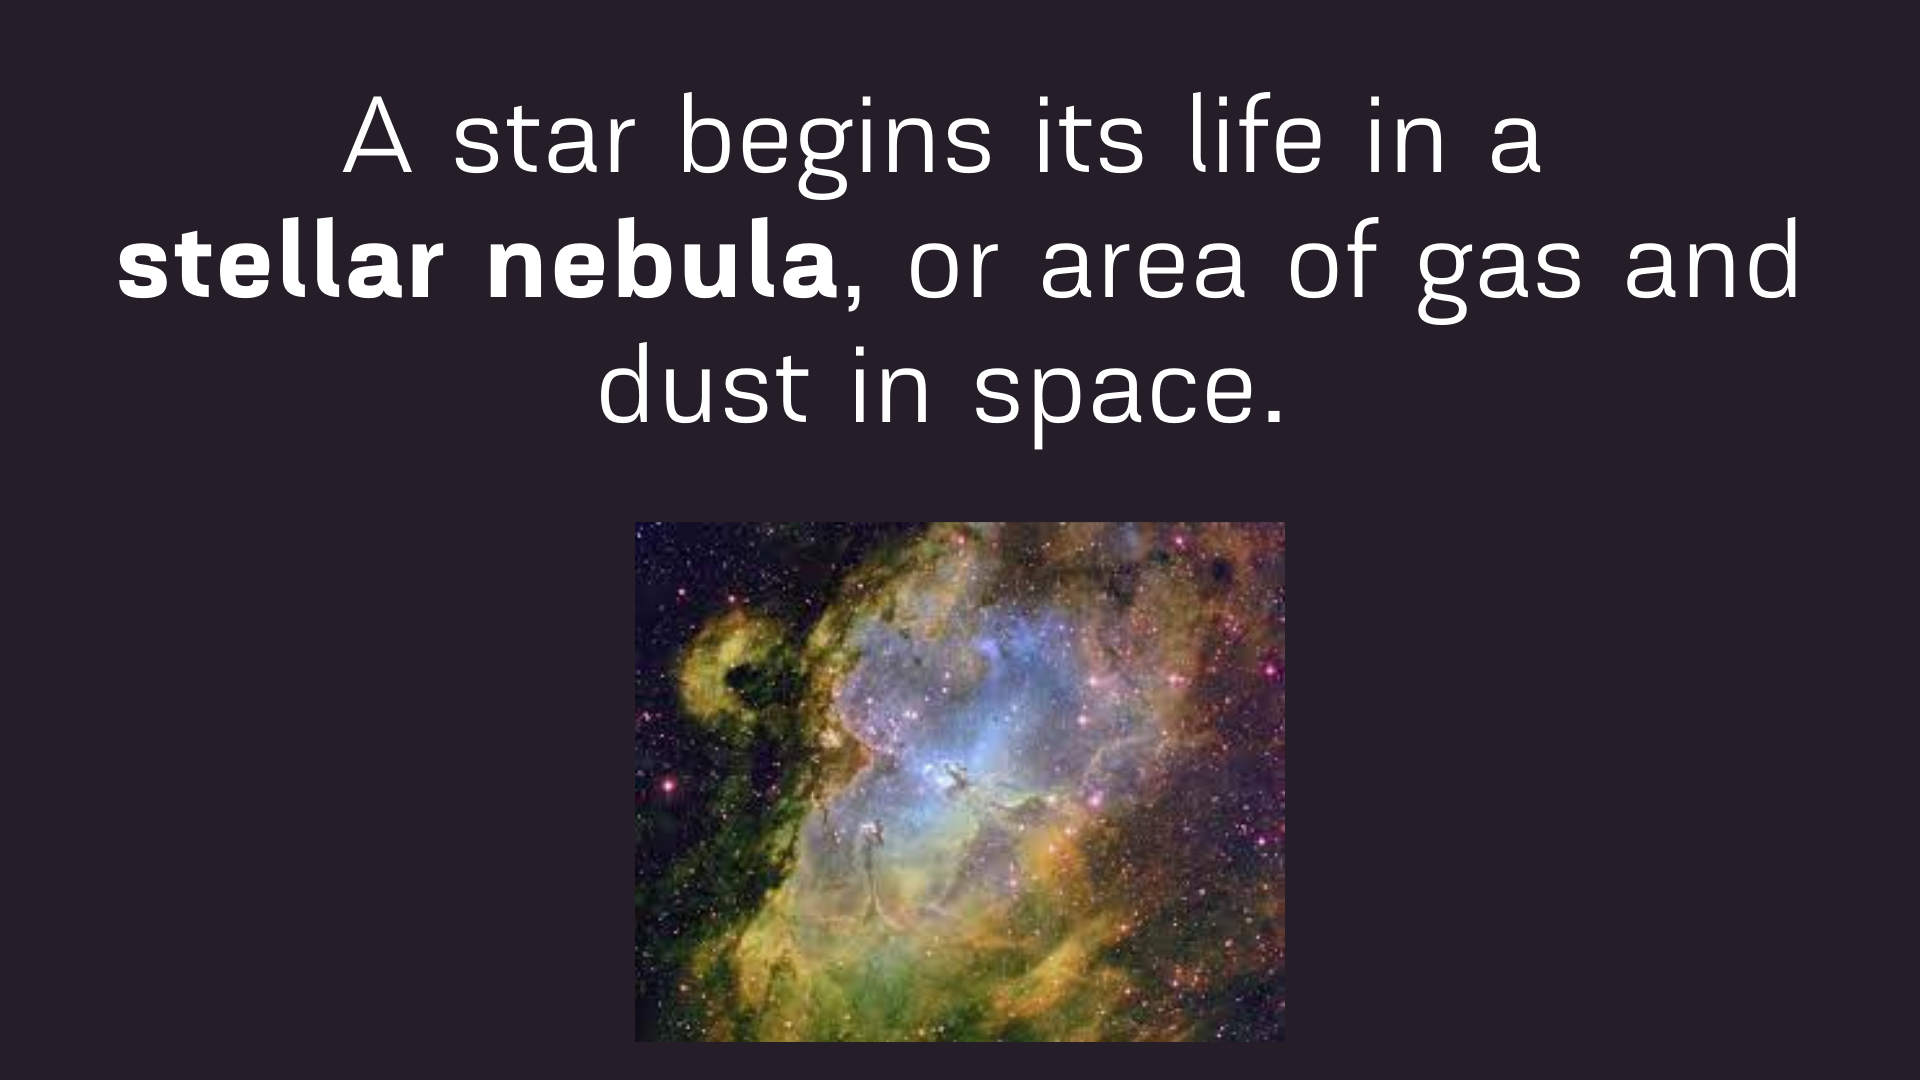 A star begins its life in a
stellar nebula, or area of gas and
dust in space.